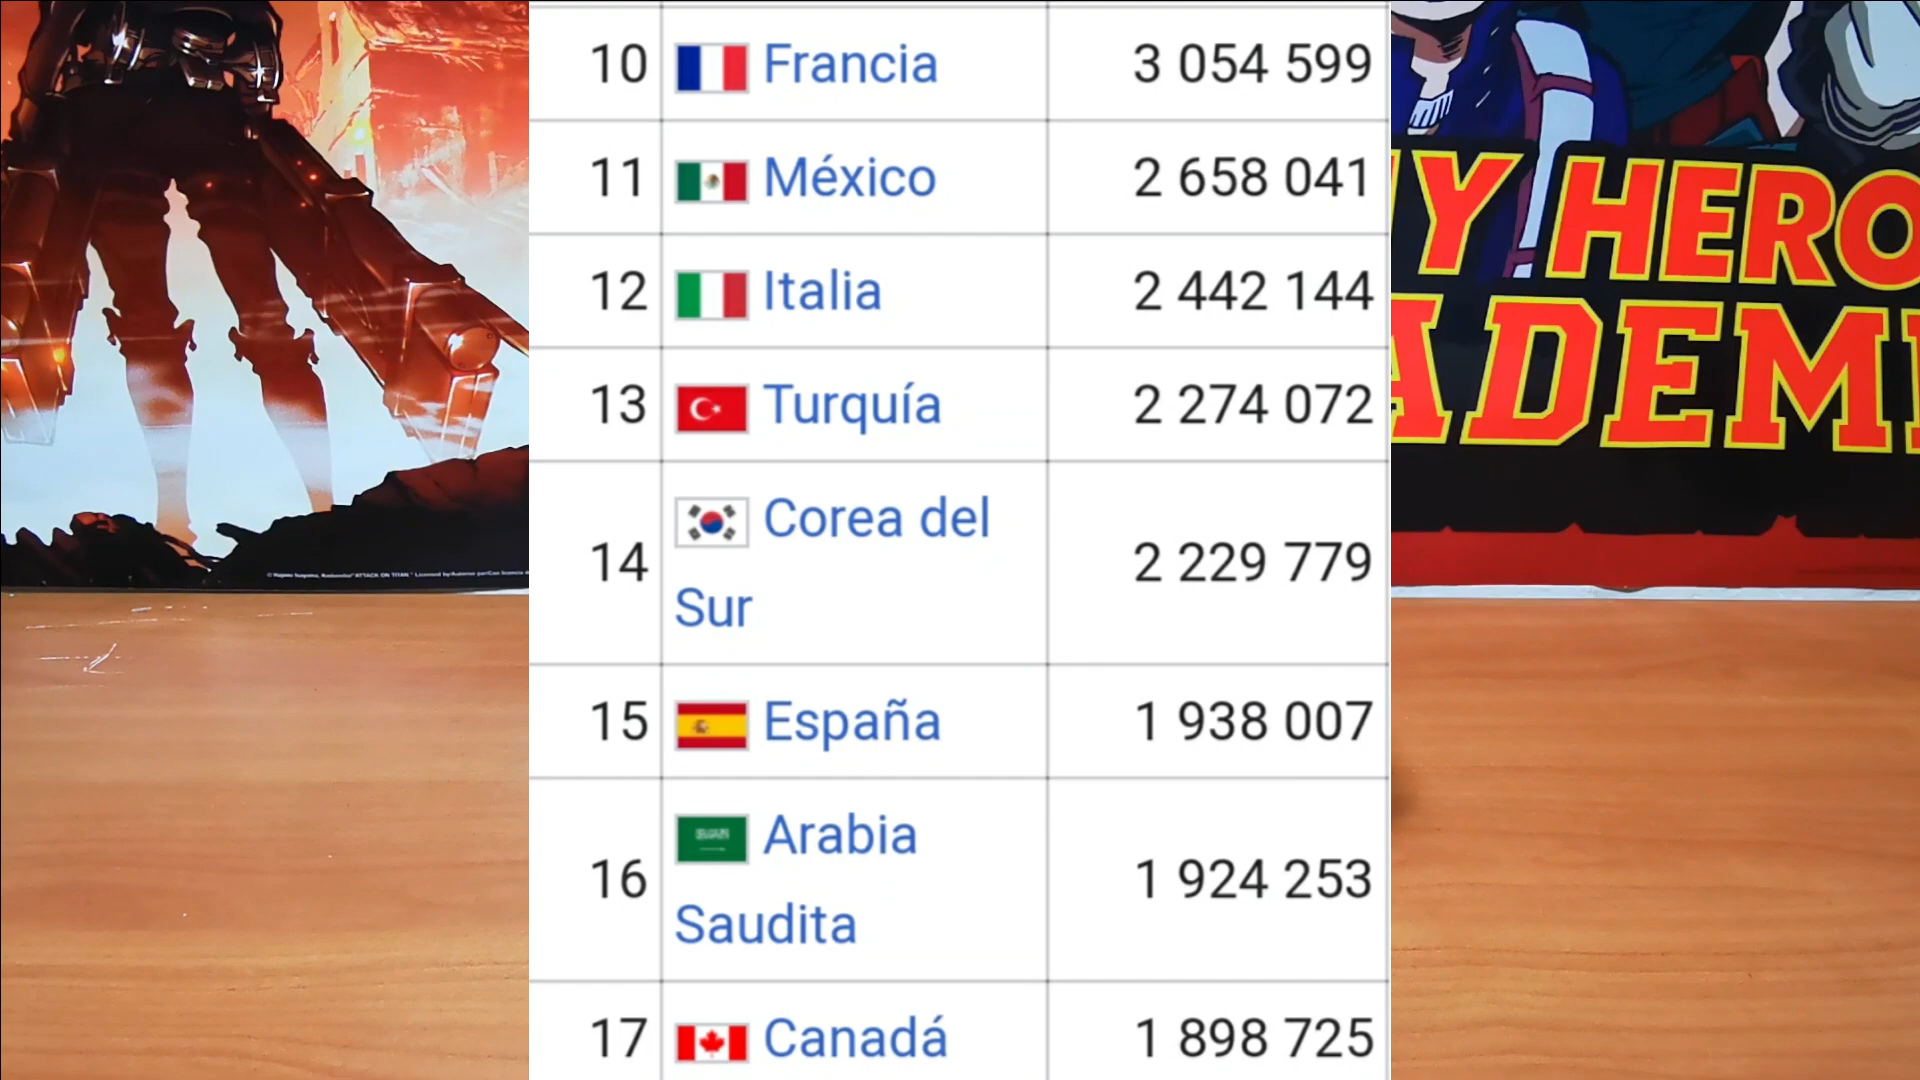 10 Francia 3 054 599
11 México 2 658 041
12 Italia 2 442 144
13 Turquía 2 274 072
14 Corea del 2 229 779
Sur
15 España 1 938 007
16 Arabia 1 924 253
Saudita
17 Canadá 1 898 725
Y HERO
ADEMI